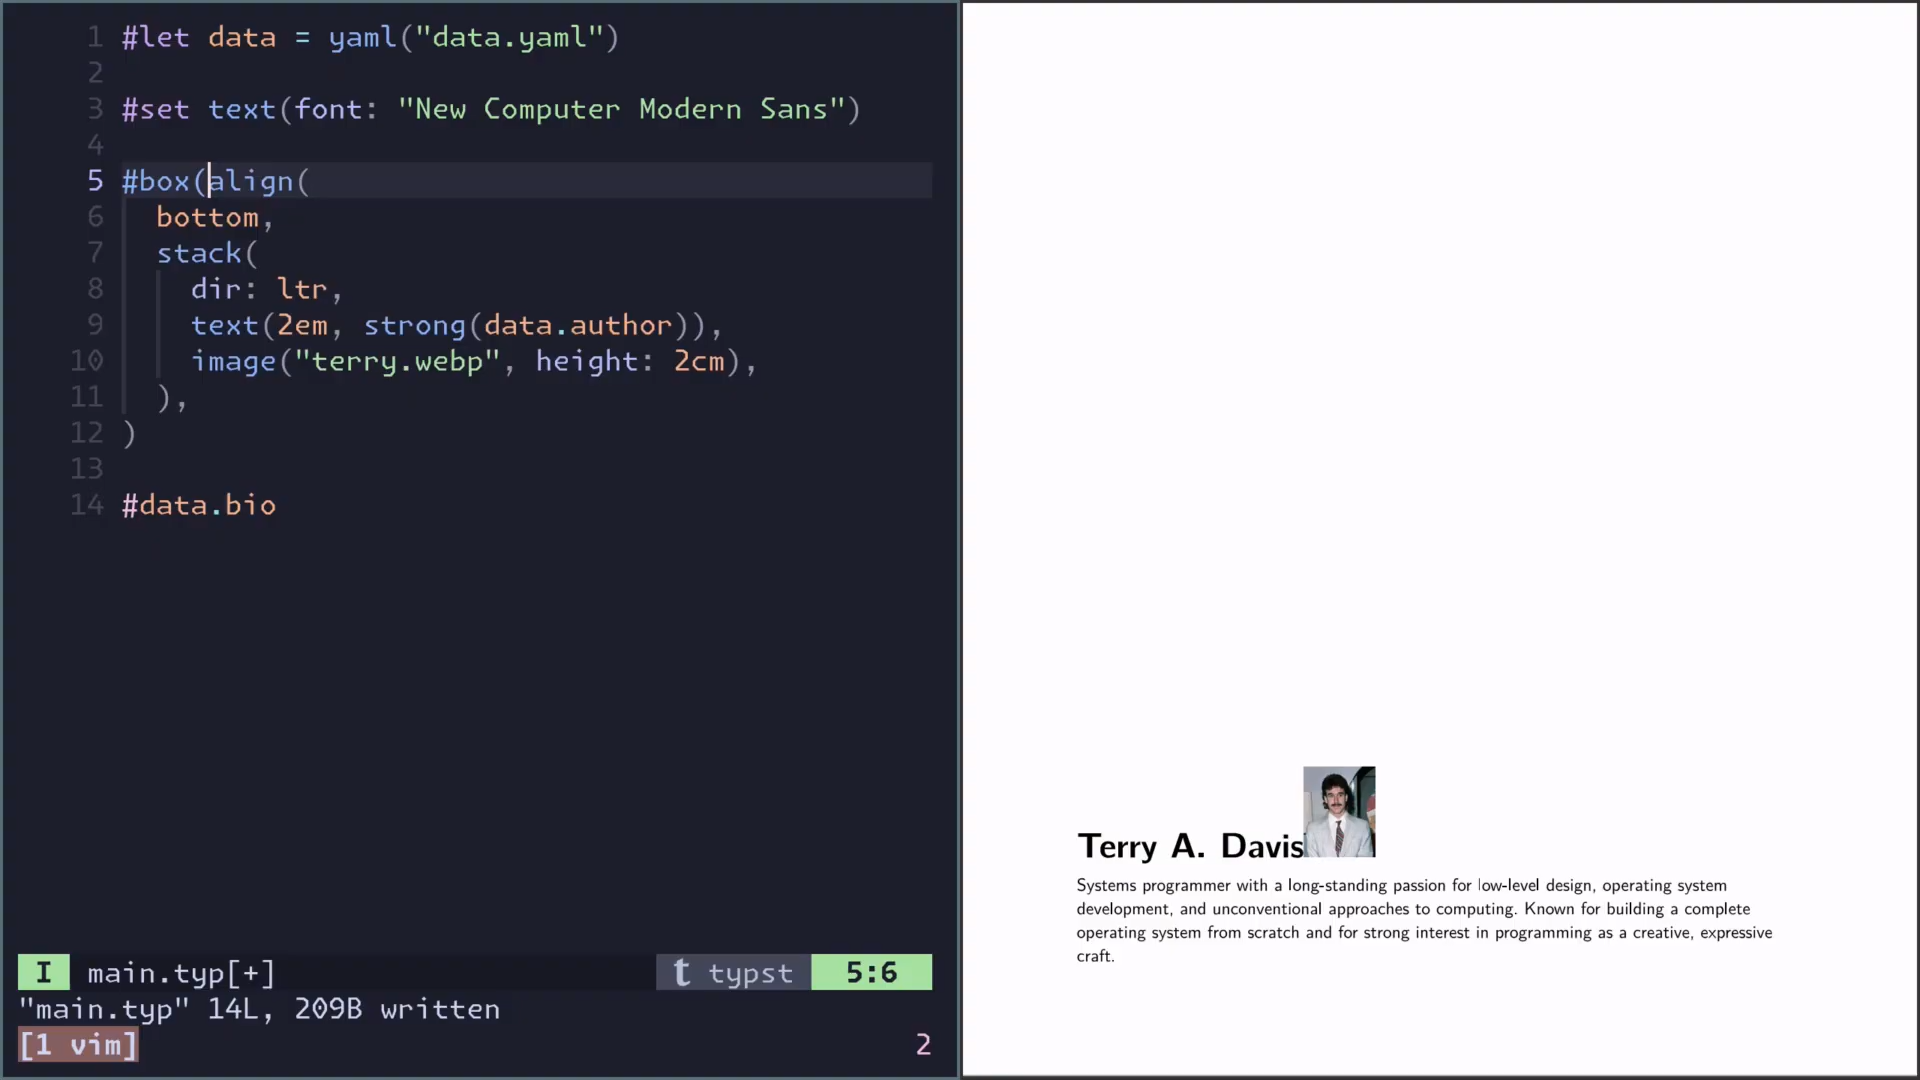 1 #let data = yaml("data.yaml")
2
3 #set text(font: "New Computer Modern Sans")
4
5 #box(align(
6 bottom,
7 stack(
8 dir: ltr,
9 text(2em, strong(data.author)),
10 image("terry.webp", height: 2cm),
11 ),
12 )
13
14 #data.bio
I main.typ[+] t typst 5:6
"main.typ" 14L, 209B written
[1 vim] 2
Terry A. Davis
Systems programmer with a long-standing passion for low-level design, operating system
development, and unconventional approaches to computing. Known for building a complete
operating system from scratch and for strong interest in programming as a creative, expressive
craft.